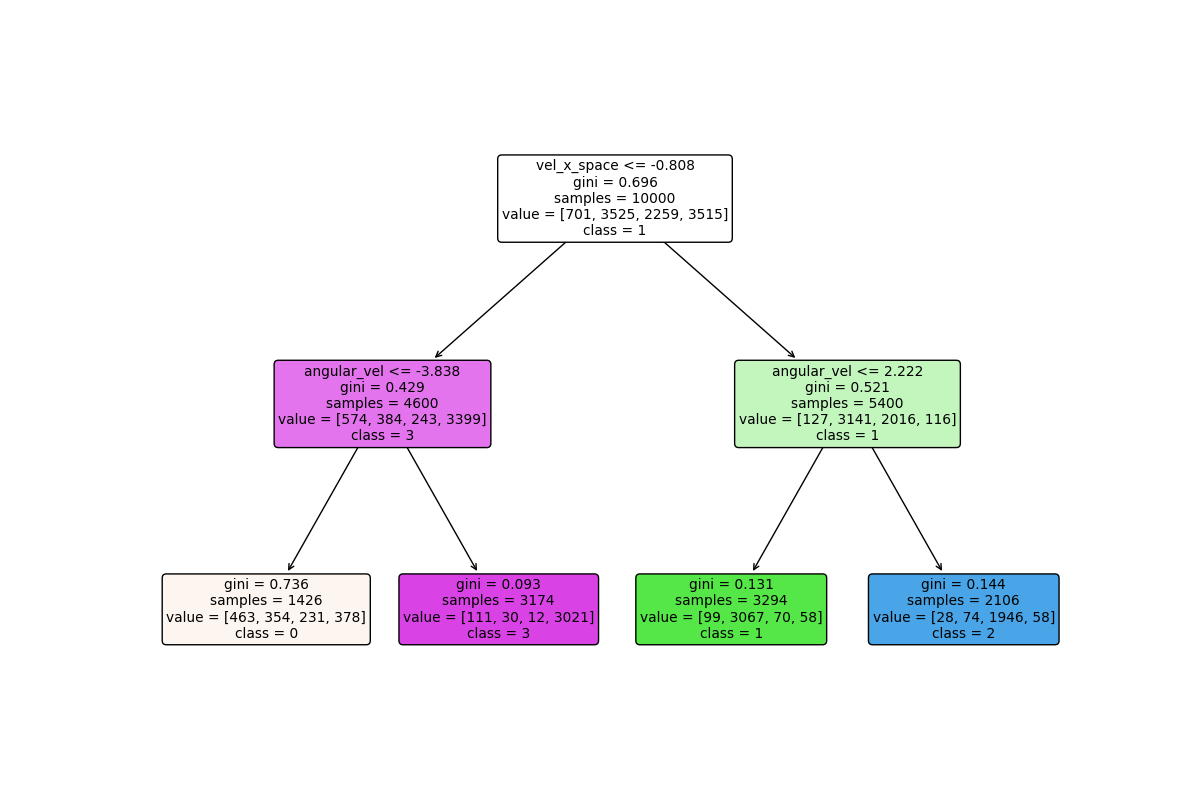 vel_x_space <= -0.808
gini = 0.696
samples = 10000
value = [701, 3525, 2259, 3515]
class = 1
angular_vel <= -3.838
gini = 0.429
samples = 4600
value = [574, 384, 243, 3399]
class = 3
angular_vel <= 2.222
gini = 0.521
samples = 5400
value = [127, 3141, 2016, 116]
class = 1
gini = 0.736
samples = 1426
value = [463, 354, 231, 378]
class = 0
gini = 0.093
samples = 3174
value = [111, 30, 12, 3021]
class = 3
gini = 0.131
samples = 3294
value = [99, 3067, 70, 58]
class = 1
gini = 0.144
samples = 2106
value = [28, 74, 1946, 58]
class = 2